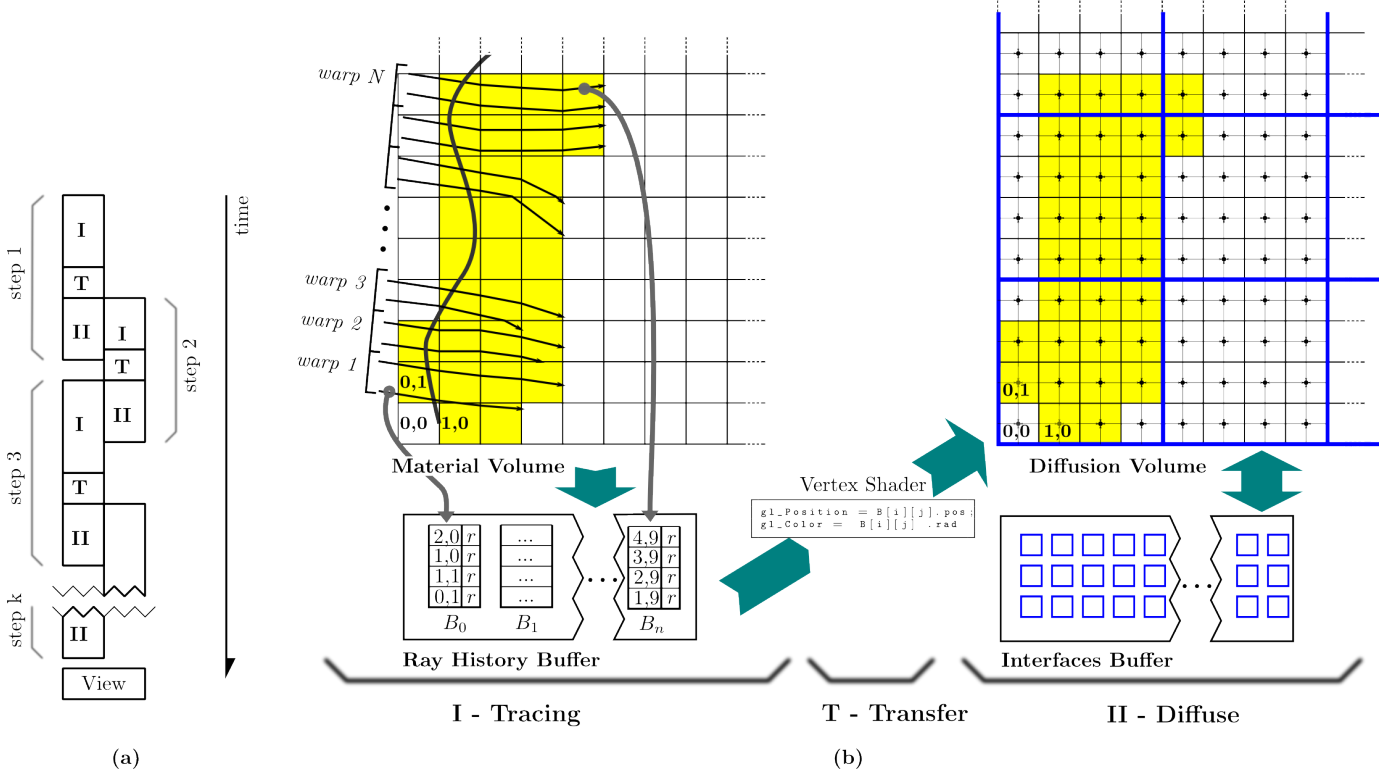 step 1
step 2
step 3
step k
I
T
II
I
T
II
I
T
II
II
View
time
(a)
warp N
warp 3
warp 2
warp 1
0,1
0,0 1,0
Material Volume
2,0 r
1,0 r
1,1 r
0,1 r
B0
...
...
...
...
B1
...
4,9 r
3,9 r
2,9 r
1,9 r
Bn
Ray History Buffer
I - Tracing
Vertex Shader
gl_Position = B[i][j].pos;
gl_Color = B[i][j] .rad
T - Transfer
0,1
0,0 1,0
Diffusion Volume
...
Interfaces Buffer
II - Diffuse
(b)